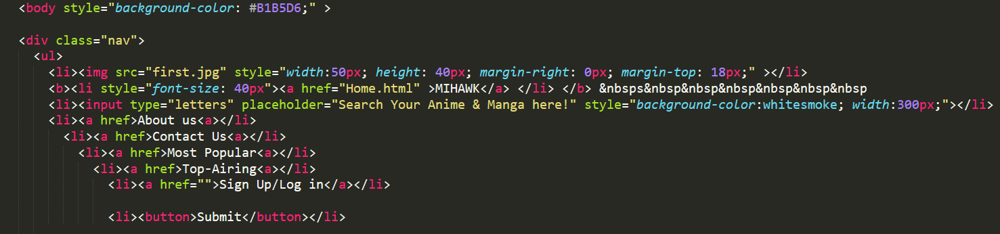 <body style="background-color: #B1B5D6;" >
<div class="nav">
<ul>
<li><img src="first.jpg" style="width:50px; height: 40px; margin-right: 0px; margin-top: 18px;" ></li>
<b><li style="font-size: 40px"><a href="Home.html" >MIHAWK</a> </li> </b> &nbsps&nbsp&nbsp&nbsp&nbsp&nbsp&nbsp
<li><input type="letters" placeholder="Search Your Anime & Manga here!" style="background-color:whitesmoke; width:300px;"></li>
<li><a href>About us<a></li>
<li><a href>Contact Us<a></li>
<li><a href>Most Popular<a></li>
<li><a href>Top-Airing<a></li>
<li><a href="">Sign Up/Log in</a></li>
<li><button>Submit</button></li>